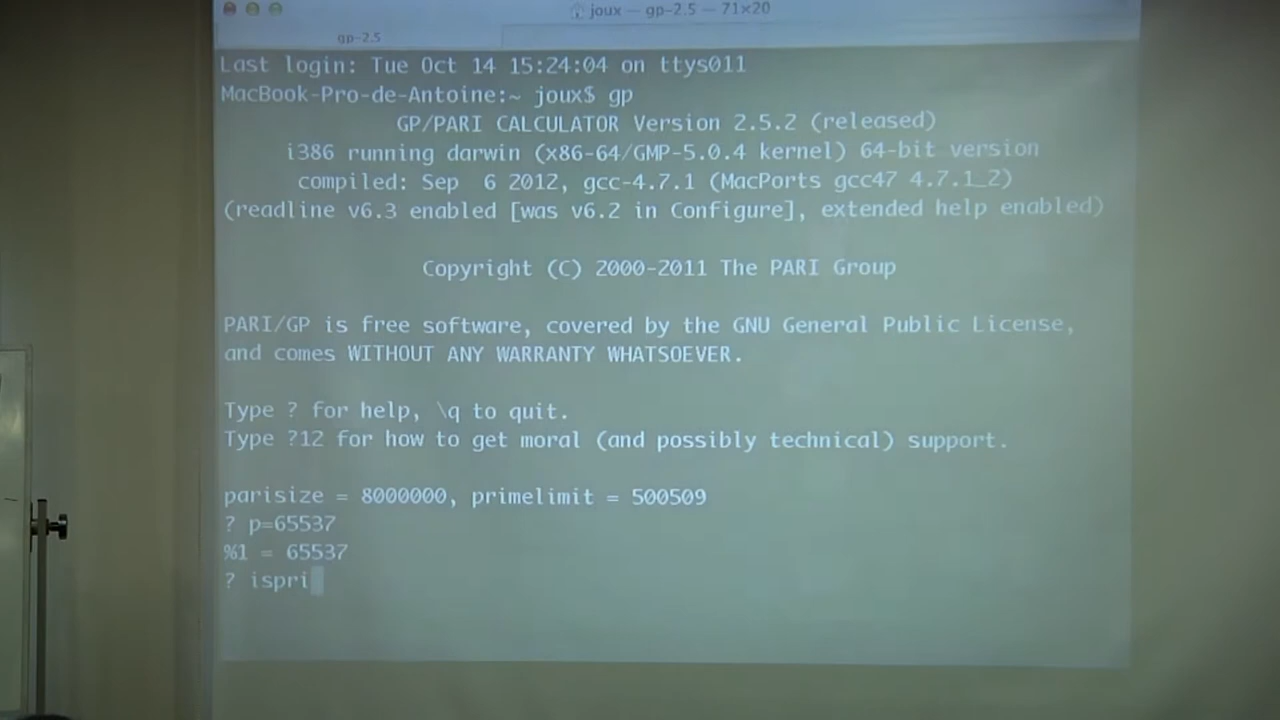 joux — gp-2.5 — 71×20
gp-2.5
Last login: Tue Oct 14 15:24:04 on ttys011
MacBook-Pro-de-Antoine:~ joux$ gp
GP/PARI CALCULATOR Version 2.5.2 (released)
i386 running darwin (x86-64/GMP-5.0.4 kernel) 64-bit version
compiled: Sep  6 2012, gcc-4.7.1 (MacPorts gcc47 4.7.1_2)
(readline v6.3 enabled [was v6.2 in Configure], extended help enabled)
Copyright (C) 2000-2011 The PARI Group
PARI/GP is free software, covered by the GNU General Public License,
and comes WITHOUT ANY WARRANTY WHATSOEVER.
Type ? for help, \q to quit.
Type ?12 for how to get moral (and possibly technical) support.
parisize = 8000000, primelimit = 500509
? p=65537
%1 = 65537
? ispri